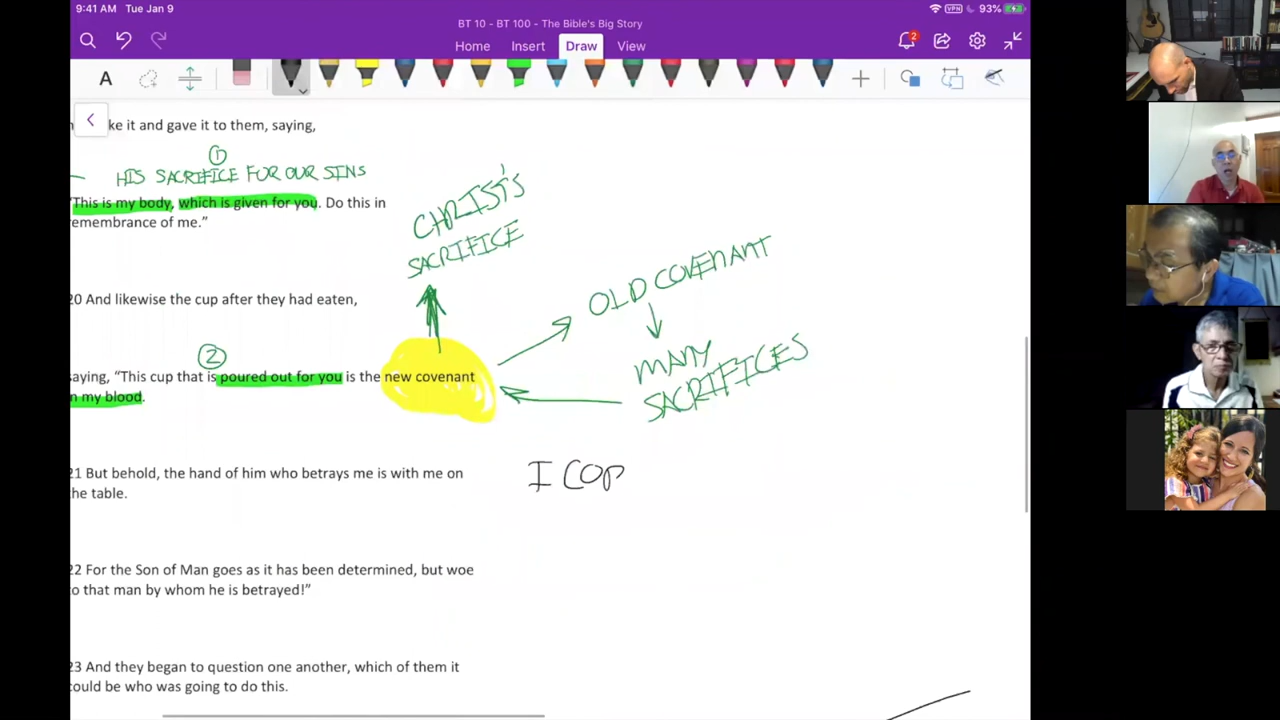 9:41 AM Tue Jan 9
VPN 93%
BT 10 - BT 100 - The Bible's Big Story
Home Insert Draw View
2
A
ke it and gave it to them, saying,
①
HIS SACRIFICE FOR OUR SINS
"This is my body, which is given for you. Do this in
emembrance of me."
CHRIST'S
SACRIFICE
OLD COVENANT
20 And likewise the cup after they had eaten,
MANY
SACRIFICES
②
saying, "This cup that is poured out for you is the new covenant
n my blood.
I COP
21 But behold, the hand of him who betrays me is with me on
he table.
22 For the Son of Man goes as it has been determined, but woe
o that man by whom he is betrayed!"
23 And they began to question one another, which of them it
could be who was going to do this.